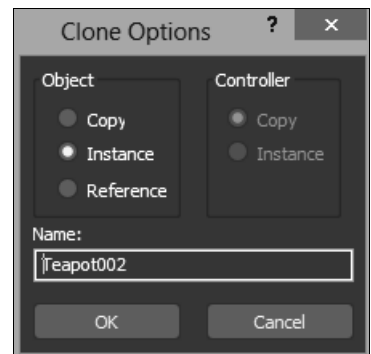 Clone Options ? ×
Object Controller
Copy Copy
Instance Instance
Reference
Name:
Teapot002
OK Cancel